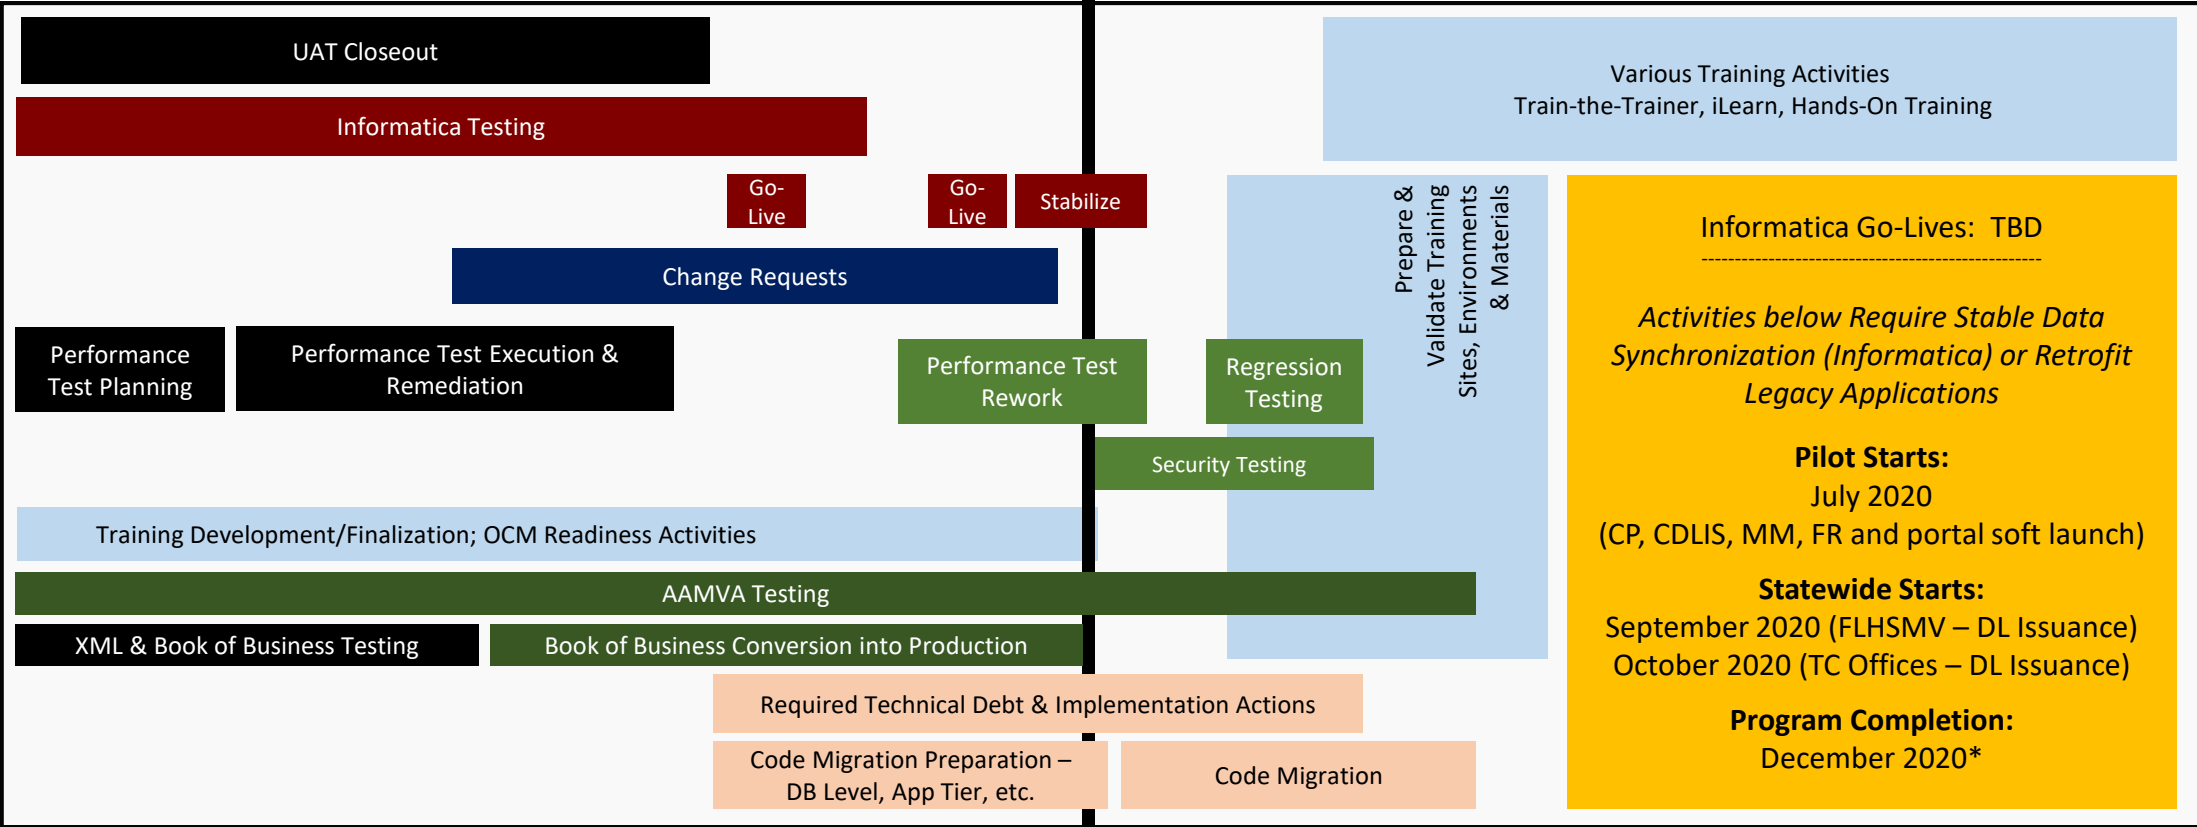 UAT Closeout
Various Training Activities
Train-the-Trainer, iLearn, Hands-On Training
Informatica Testing
Go-
Live
Go-
Live
Stabilize
Prepare &
Validate Training
Sites, Environments
& Materials
Change Requests
Performance
Test Planning
Performance Test Execution &
Remediation
Performance Test
Rework
Regression
Testing
Security Testing
Training Development/Finalization; OCM Readiness Activities
AAMVA Testing
XML & Book of Business Testing
Book of Business Conversion into Production
Required Technical Debt & Implementation Actions
Code Migration Preparation –
DB Level, App Tier, etc.
Code Migration
Informatica Go-Lives:  TBD
---------------------------------------------------
Activities below Require Stable Data
Synchronization (Informatica) or Retrofit
Legacy Applications
Pilot Starts:
July 2020
(CP, CDLIS, MM, FR and portal soft launch)
Statewide Starts:
September 2020 (FLHSMV – DL Issuance)
October 2020 (TC Offices – DL Issuance)
Program Completion:
December 2020*